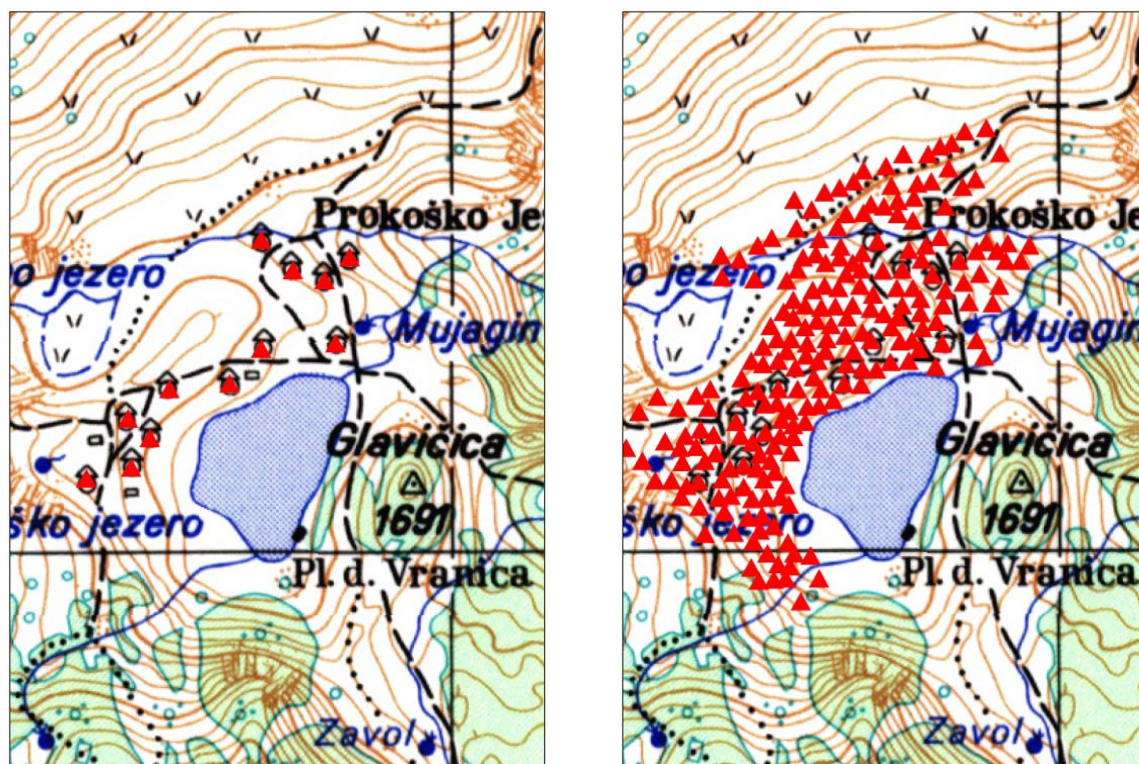 Prokoško Je
o jezero
Mujagin
Glavičica
1691
ško jezero
Pl. d. Vranica
Zavol
Prokoško Je
o jezero
Mujagin
Glavičica
1691
ško jezero
Pl. d. Vranica
Zavol